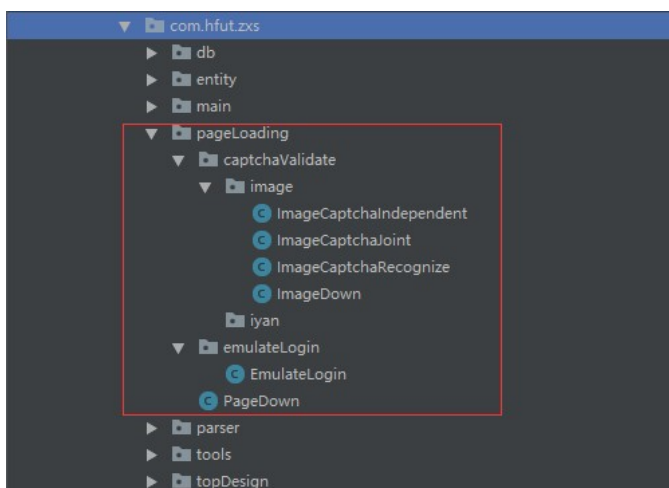 com.hfut.zxs
db
entity
main
pageLoading
captchaValidate
image
C ImageCaptchaIndependent
C ImageCaptchaJoint
C ImageCaptchaRecognize
C ImageDown
iyan
emulateLogin
C EmulateLogin
C PageDown
parser
tools
topDesign